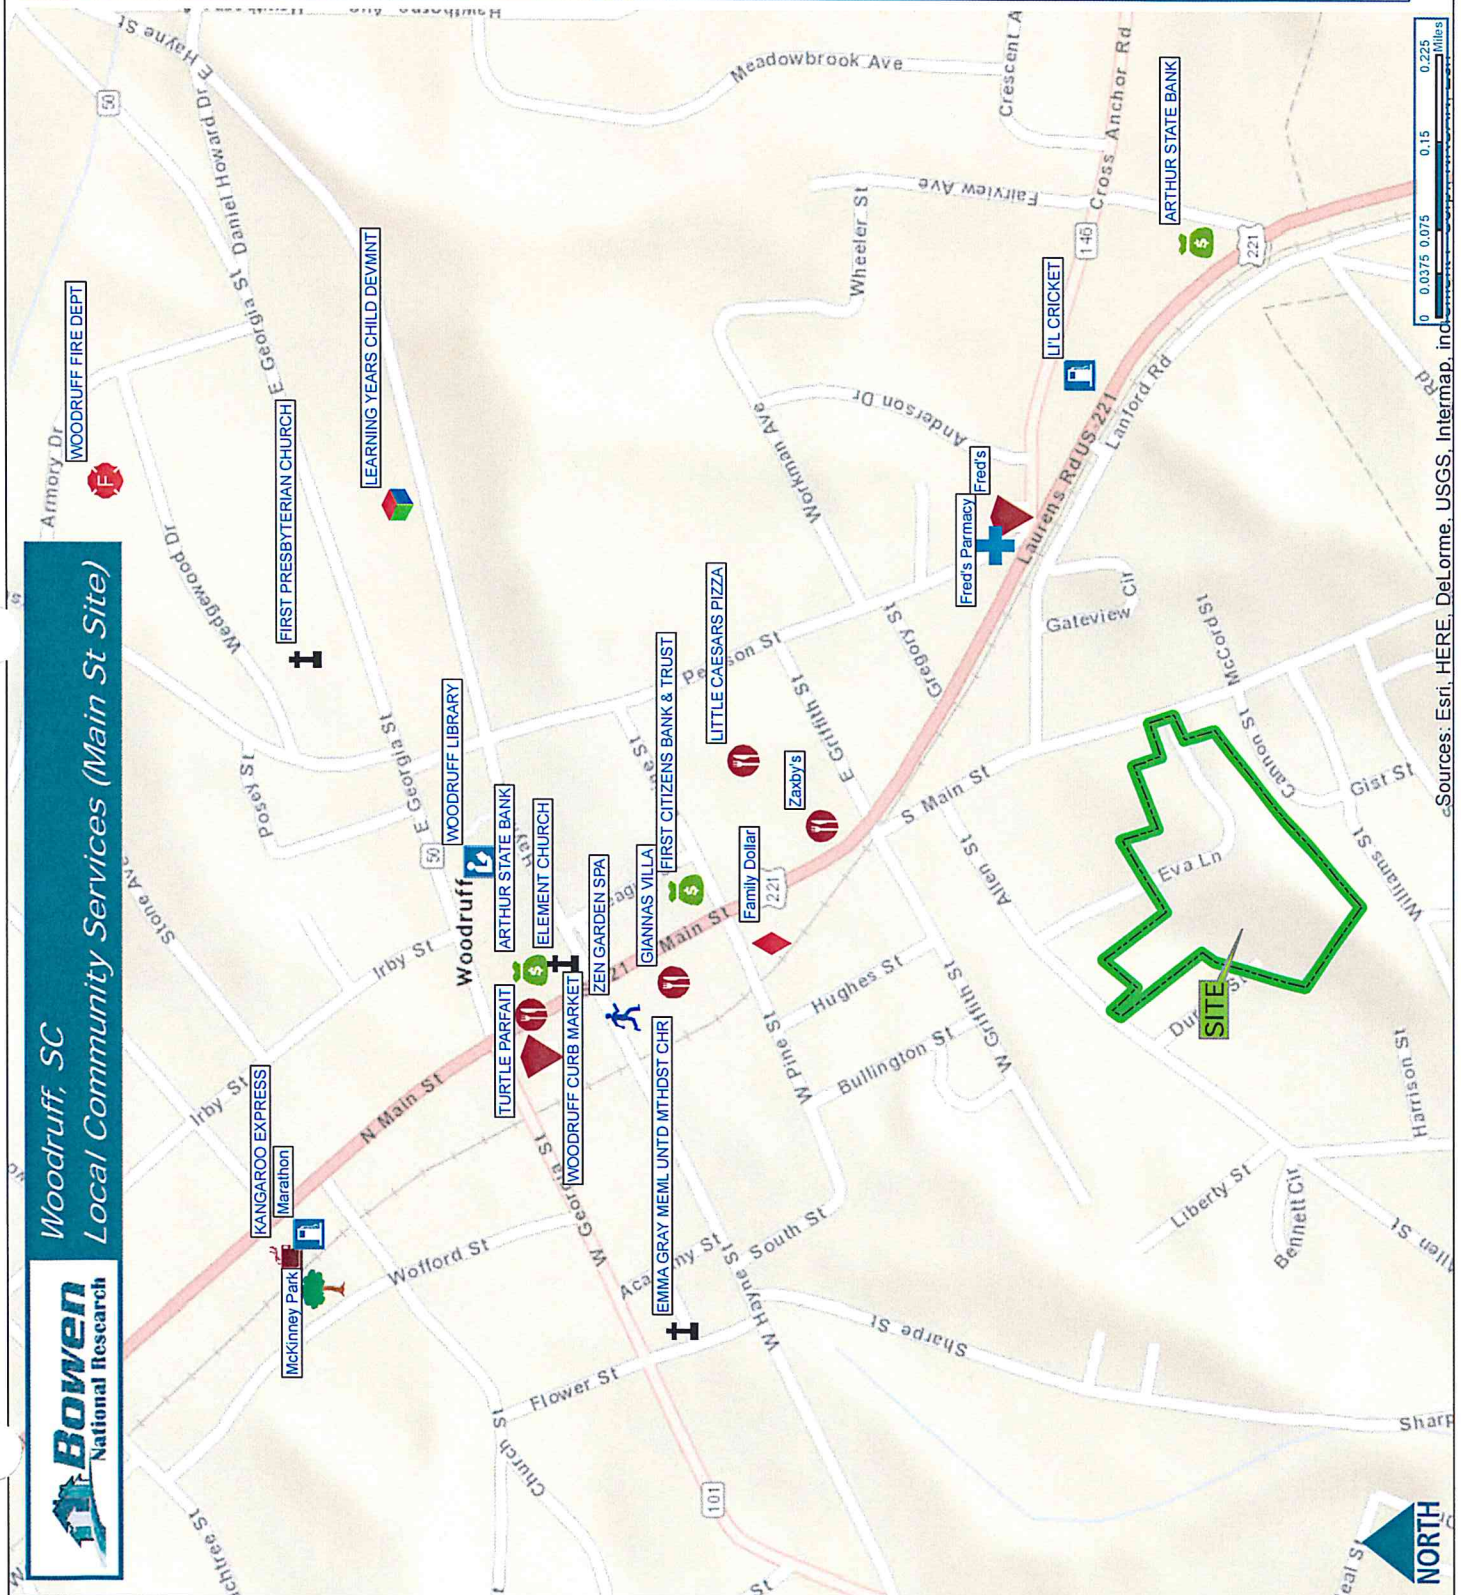 Bowen
National Research
Woodruff, SC
Local Community Services (Main St Site)
WOODRUFF FIRE DEPT
FIRST PRESBYTERIAN CHURCH
LEARNING YEARS CHILD DEVMNT
WOODRUFF LIBRARY
Woodruff
ARTHUR STATE BANK
ELEMENT CHURCH
TURTLE PARFAIT
WOODRUFF CURB MARKET
ZEN GARDEN SPA
GIANNAS VILLA
FIRST CITIZENS BANK & TRUST
LITTLE CAESARS PIZZA
Zaxby's
Family Dollar
EMMA GRAY MEML UNTD MTHDST CHR
KANGAROO EXPRESS
Marathon
McKinney Park
Fred's Parmacy
Fred's
LI'L CRICKET
ARTHUR STATE BANK
SITE
Armory Dr
Wedgewood Dr
E Hayne St
Daniel Howard Dr
E Georgia St
E Georgia St
E Georgia St
Posey St
Stone Ave
Irby St
Irby St
N Main St
Main St
S Main St
Wofford St
W Georgia St
Church St
Flower St
W Hayne St
South St
Sharpe St
W Pine St
Bullington St
Hughes St
W Griffith St
E Griffith St
Gregory St
Workman Ave
Anderson Dr
Wheeler St
Fairview Ave
Meadowbrook Ave
Hawthorne Ave
Crescent A
Cross Anchor Rd
Laurens Rd US-221
Lanford Rd
Gateview Cir
McCord St
Cannon St
Gist St
Williams St
Eva Ln
Allen St
Allen St
Harrison St
Liberty St
Bennett Cir
Rd
50
50
221
221
146
101
0 0.0375 0.075 0.15 0.225
Miles
NORTH
Sources: Esri, HERE, DeLorme, USGS, Intermap,